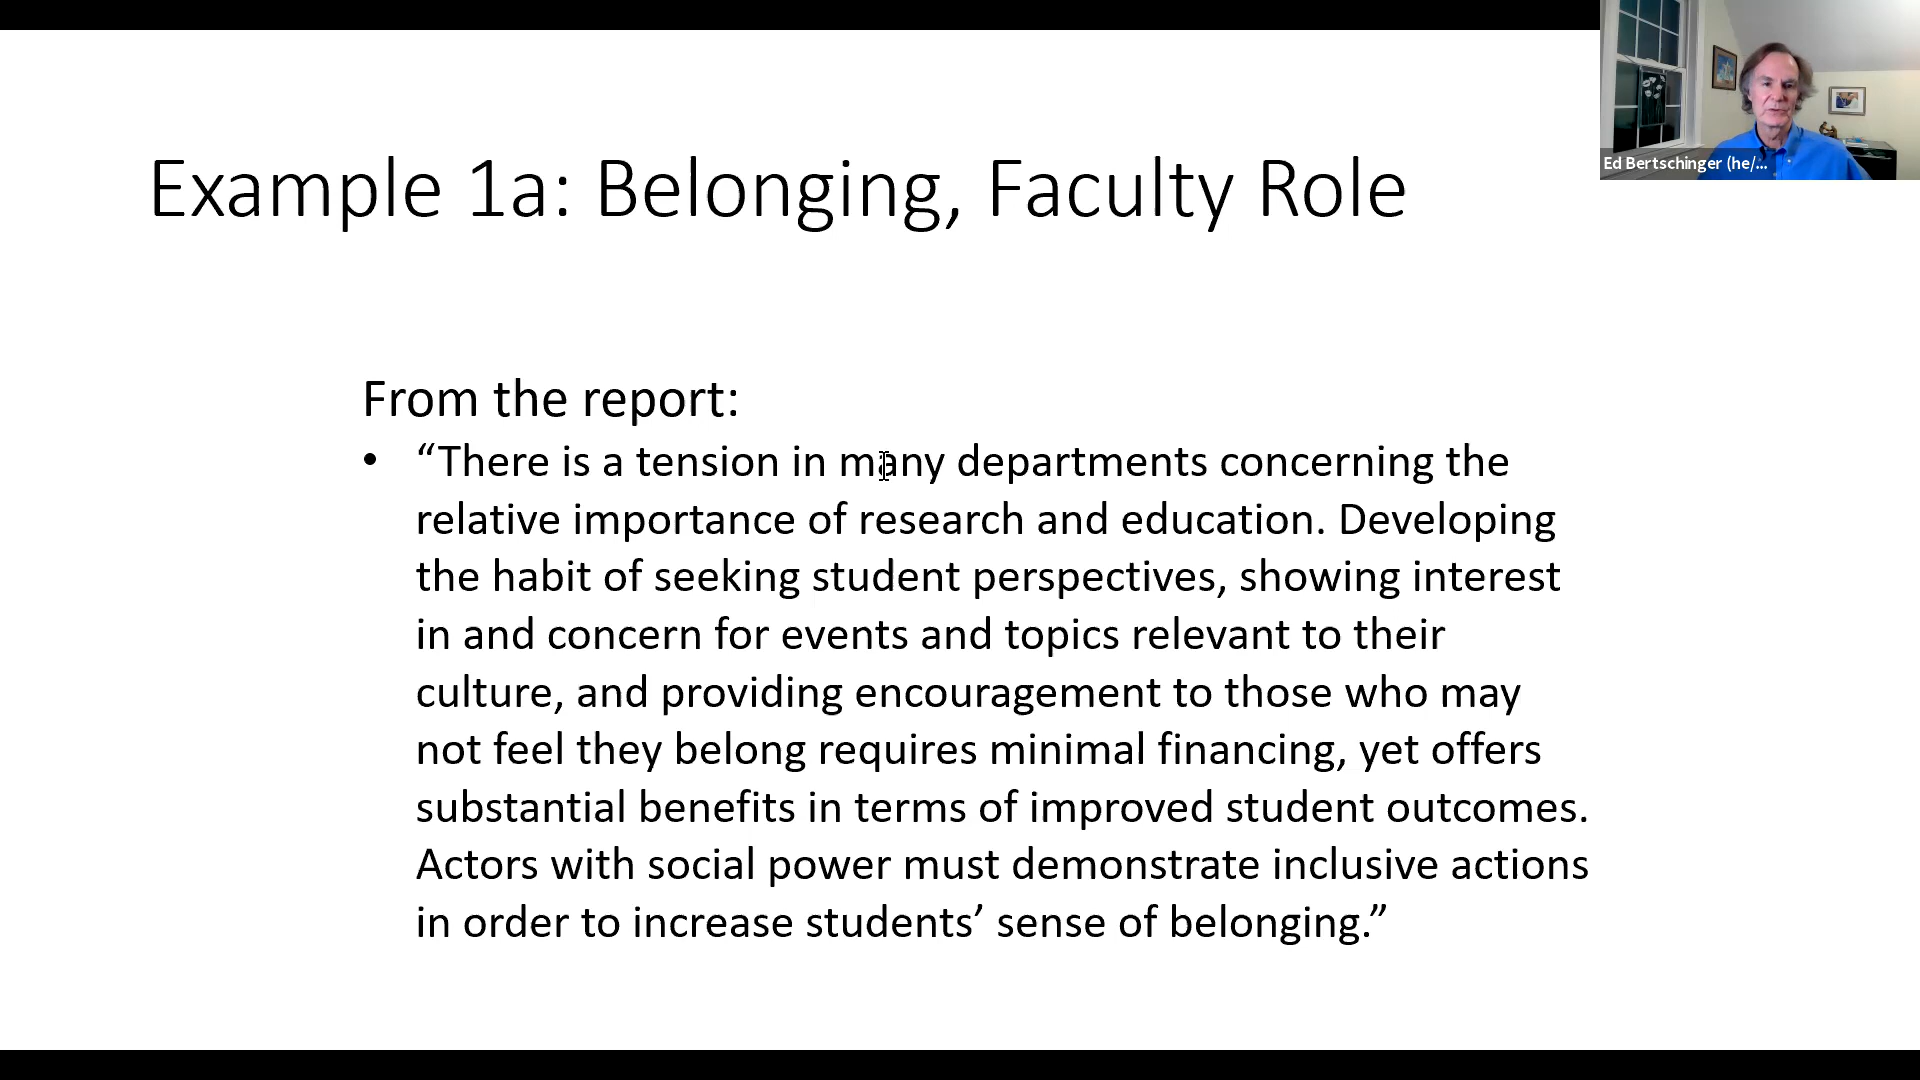 Ed Bertschinger (he/...
Example 1a: Belonging, Faculty Role
From the report:
• “There is a tension in many departments concerning the
relative importance of research and education. Developing
the habit of seeking student perspectives, showing interest
in and concern for events and topics relevant to their
culture, and providing encouragement to those who may
not feel they belong requires minimal financing, yet offers
substantial benefits in terms of improved student outcomes.
Actors with social power must demonstrate inclusive actions
in order to increase students’ sense of belonging.”